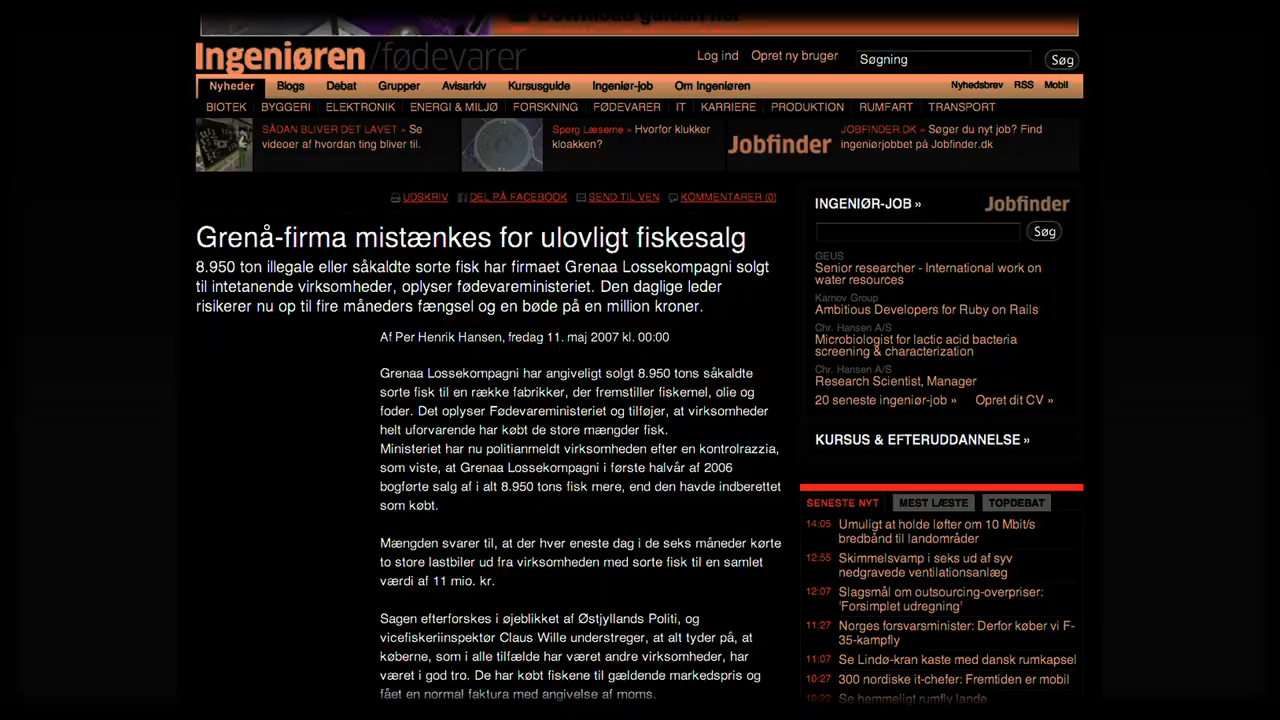 Download guiden her
Ingeniøren/fødevarer
Log ind Opret ny bruger Søgning Søg
Nyheder Blogs Debat Grupper Avisarkiv Kursusguide Ingeniør-job Om Ingeniøren Nyhedsbrev RSS Mobil
BIOTEK BYGGERI ELEKTRONIK ENERGI & MILJØ FORSKNING FØDEVARER IT KARRIERE PRODUKTION RUMFART TRANSPORT
SÅDAN BLIVER DET LAVET » Se
videoer af hvordan ting bliver til.
Spørg Læserne » Hvorfor klukker
kloakken?
Jobfinder
JOBFINDER.DK » Søger du nyt job? Find
ingeniørjobbet på Jobfinder.dk
UDSKRIV DEL PÅ FACEBOOK SEND TIL VEN KOMMENTARER (0)
Grenå-firma mistænkes for ulovligt fiskesalg
8.950 ton illegale eller såkaldte sorte fisk har firmaet Grenaa Lossekompagni solgt
til intetanende virksomheder, oplyser fødevareministeriet. Den daglige leder
risikerer nu op til fire måneders fængsel og en bøde på en million kroner.
Af Per Henrik Hansen, fredag 11. maj 2007 kl. 00:00
Grenaa Lossekompagni har angiveligt solgt 8.950 tons såkaldte
sorte fisk til en række fabrikker, der fremstiller fiskemel, olie og
foder. Det oplyser Fødevareministeriet og tilføjer, at virksomheder
helt uforvarende har købt de store mængder fisk.
Ministeriet har nu politianmeldt virksomheden efter en kontrolrazzia,
som viste, at Grenaa Lossekompagni i første halvår af 2006
bogførte salg af i alt 8.950 tons fisk mere, end den havde indberettet
som købt.
Mængden svarer til, at der hver eneste dag i de seks måneder kørte
to store lastbiler ud fra virksomheden med sorte fisk til en samlet
værdi af 11 mio. kr.
Sagen efterforskes i øjeblikket af Østjyllands Politi, og
vicefiskeriinspektør Claus Wille understreger, at alt tyder på, at
køberne, som i alle tilfælde har været andre virksomheder, har
været i god tro. De har købt fiskene til gældende markedspris og
fået en normal faktura med angivelse af moms.
INGENIØR-JOB » Jobfinder
Søg
GEUS
Senior researcher - International work on
water resources
Karnov Group
Ambitious Developers for Ruby on Rails
Chr. Hansen A/S
Microbiologist for lactic acid bacteria
screening & characterization
Chr. Hansen A/S
Research Scientist, Manager
20 seneste ingeniør-job » Opret dit CV »
KURSUS & EFTERUDDANNELSE »
SENESTE NYT MEST LÆSTE TOPDEBAT
14:05 Umuligt at holde løfter om 10 Mbit/s
bredbånd til landområder
12:55 Skimmelsvamp i seks ud af syv
nedgravede ventilationsanlæg
12:07 Slagsmål om outsourcing-overpriser:
'Forsimplet udregning'
11:27 Norges forsvarsminister: Derfor køber vi F-
35-kampfly
11:07 Se Lindø-kran kaste med dansk rumkapsel
10:27 300 nordiske it-chefer: Fremtiden er mobil
10:22 Se hemmeligt rumfly lande